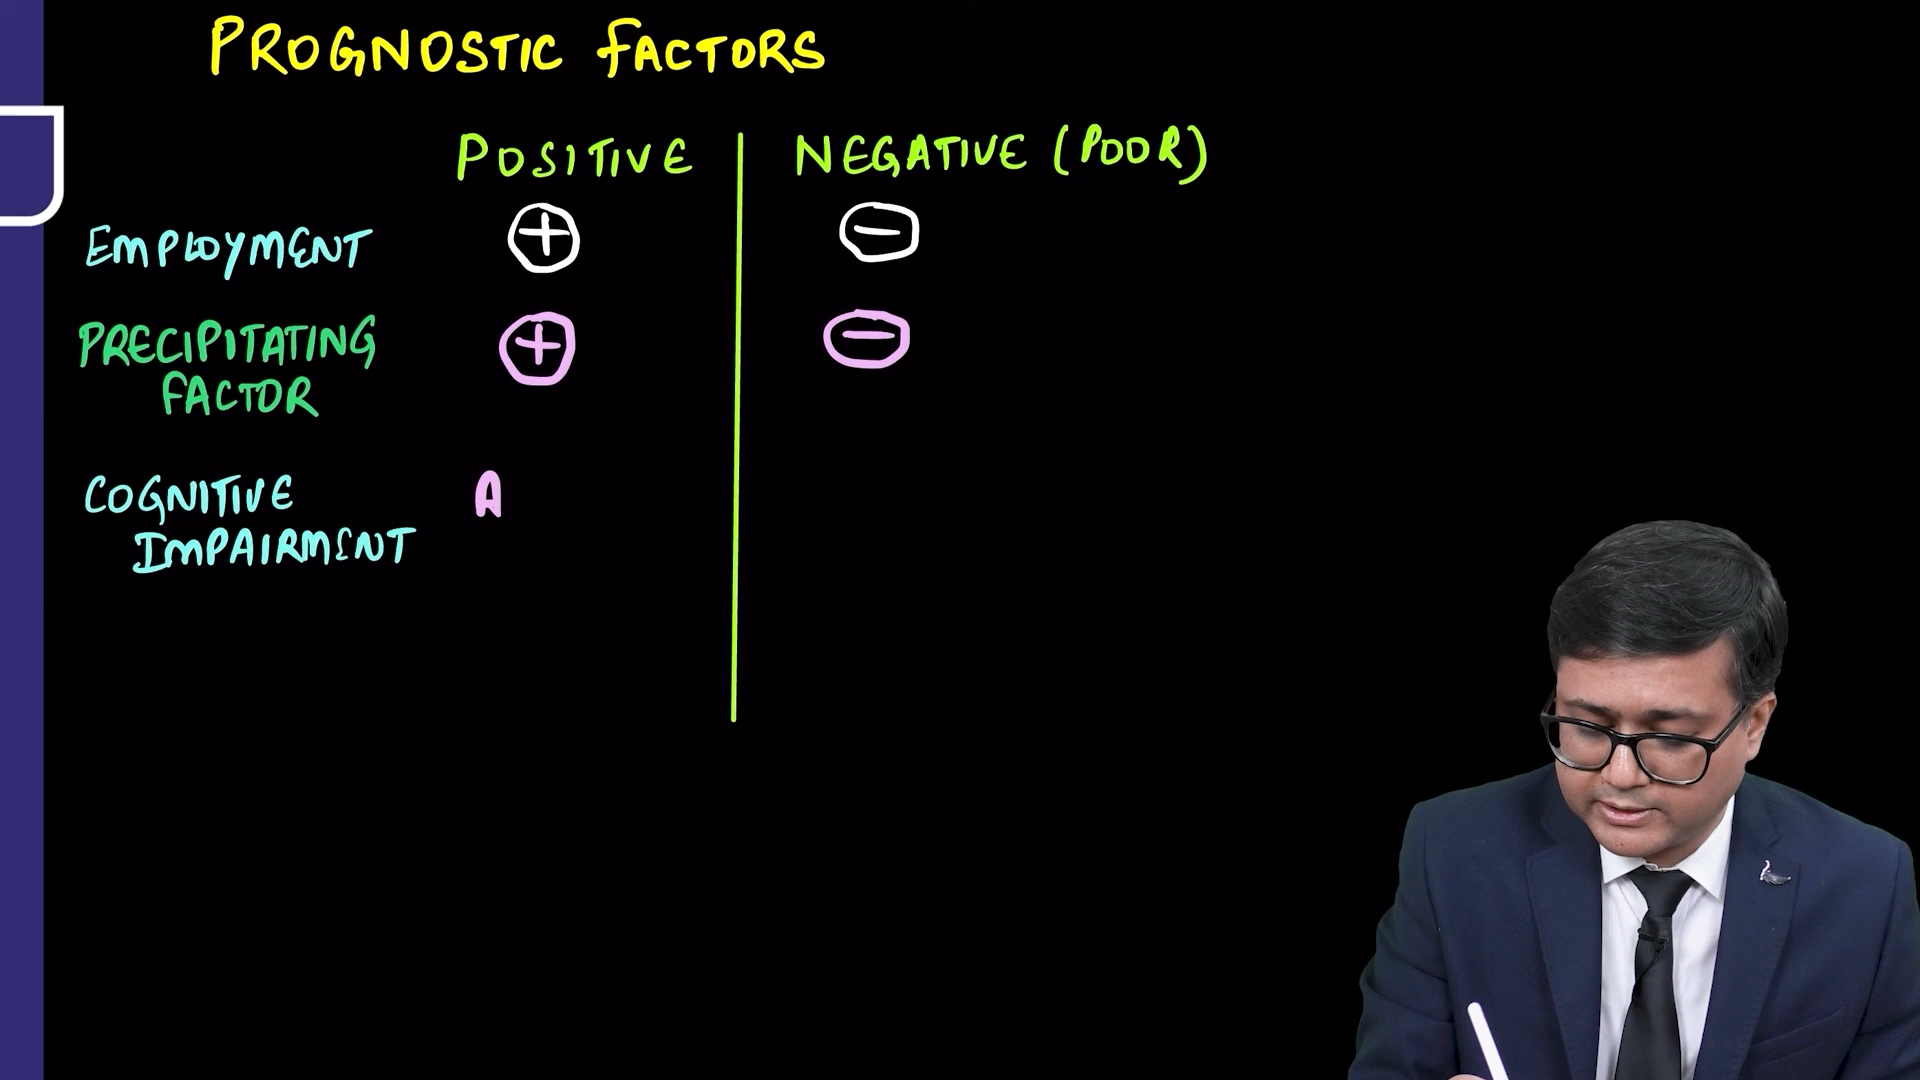 PROGNOSTIC FACTORS
POSITIVE NEGATIVE (POOR)
EMPLOYMENT + -
PRECIPITATING + -
FACTOR
COGNITIVE A
IMPAIRMENT